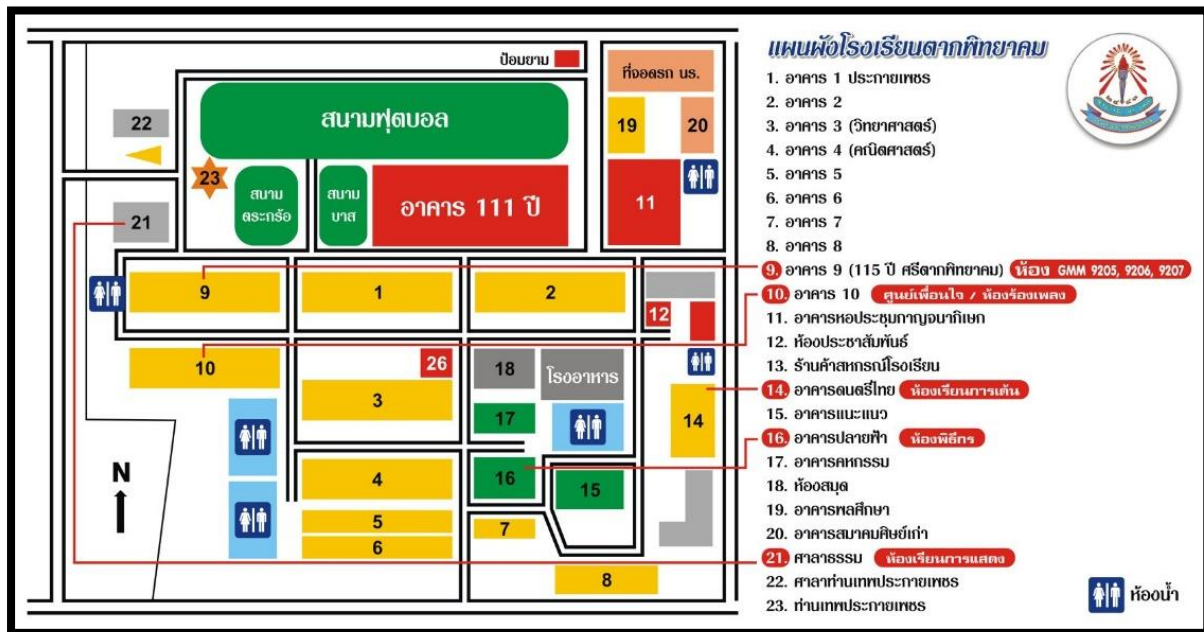 แผนผังโรงเรียนตากพิทยาคม
1. อาคาร 1 ประกายเพชร
2. อาคาร 2
3. อาคาร 3 (วิทยาศาสตร์)
4. อาคาร 4 (คณิตศาสตร์)
5. อาคาร 5
6. อาคาร 6
7. อาคาร 7
8. อาคาร 8
9. อาคาร 9 (115 ปี ศรีตากพิทยาคม) ห้อง GMM 9205, 9206, 9207
10. อาคาร 10 ศูนย์เพื่อนใจ / ห้องร้องเพลง
11. อาคารหอประชุมกาญจนาภิเษก
12. ห้องประชาสัมพันธ์
13. ร้านค้าสหกรณ์โรงเรียน
14. อาคารดนตรีไทย ห้องเรียนการเต้น
15. อาคารแนะแนว
16. อาคารปลายฟ้า ห้องพิธีกร
17. อาคารคหกรรม
18. ห้องสมุด
19. อาคารพลศึกษา
20. อาคารสมาคมศิษย์เก่า
21. ศาลาธรรม ห้องเรียนการแสดง
22. ศาลาท่านเทพประกายเพชร
23. ท่านเทพประกายเพชร
ห้องน้ำ
ป้อมยาม
ที่จอดรถ นร.
สนามฟุตบอล
22
19
20
23
สนาม
ตะกร้อ
สนาม
บาส
อาคาร 111 ปี
11
21
9
1
2
12
10
26
3
18
โรงอาหาร
17
14
4
16
15
N
5
6
7
8